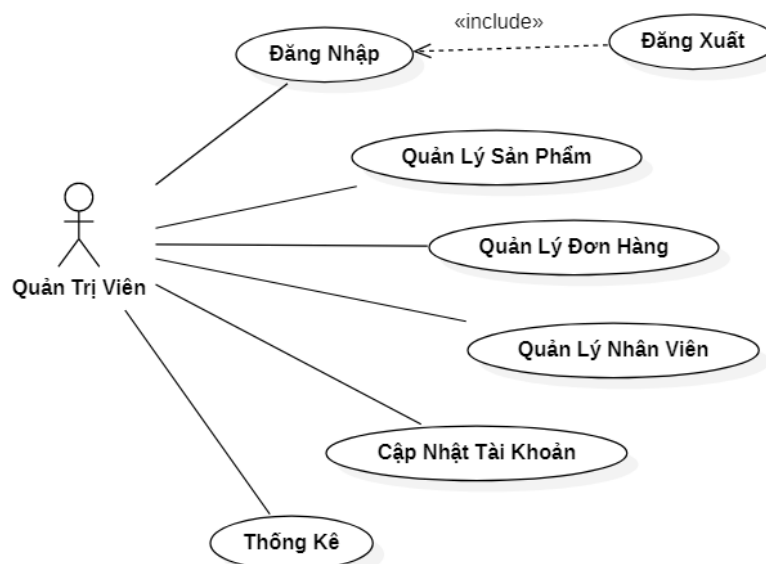 «include»
Đăng Nhập
Đăng Xuất
Quản Lý Sản Phẩm
Quản Lý Đơn Hàng
Quản Trị Viên
Quản Lý Nhân Viên
Cập Nhật Tài Khoản
Thống Kê